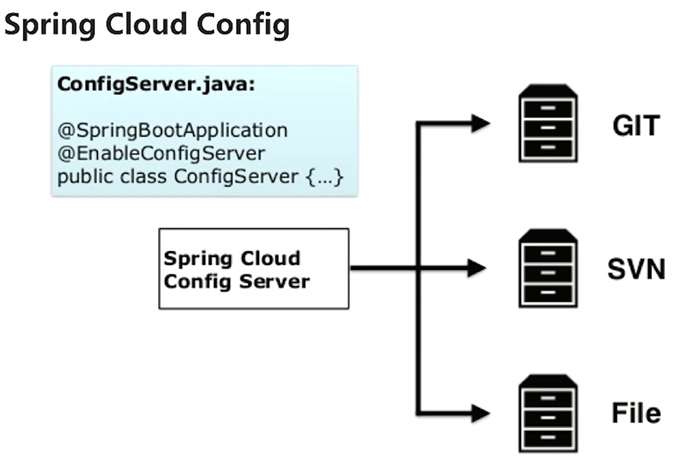 Spring Cloud Config
ConfigServer.java:
@SpringBootApplication
@EnableConfigServer
public class ConfigServer {...}
Spring Cloud
Config Server
GIT
SVN
File